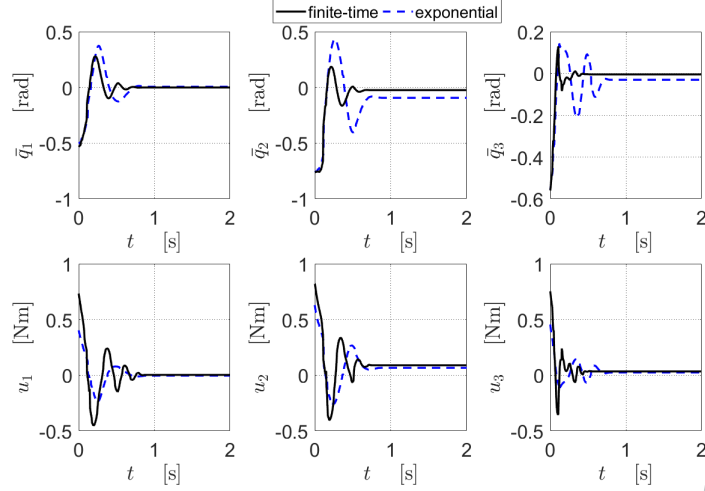 finite-time exponential
0.5
0
-0.5
-1
q̄1 [rad]
0 1 2
t [s]
0.5
0
-0.5
-1
q̄2 [rad]
0 1 2
t [s]
0.2
0
-0.2
-0.4
-0.6
q̄3 [rad]
0 1 2
t [s]
1
0.5
0
-0.5
u1 [Nm]
0 1 2
t [s]
1
0.5
0
-0.5
u2 [Nm]
0 1 2
t [s]
1
0.5
0
-0.5
u3 [Nm]
0 1 2
t [s]